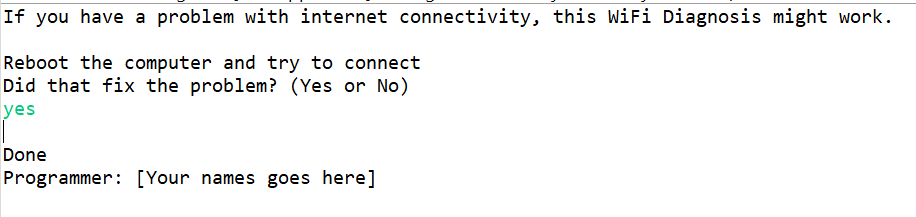 If you have a problem with internet connectivity, this WiFi Diagnosis might work.
Reboot the computer and try to connect
Did that fix the problem? (Yes or No)
yes
Done
Programmer: [Your names goes here]